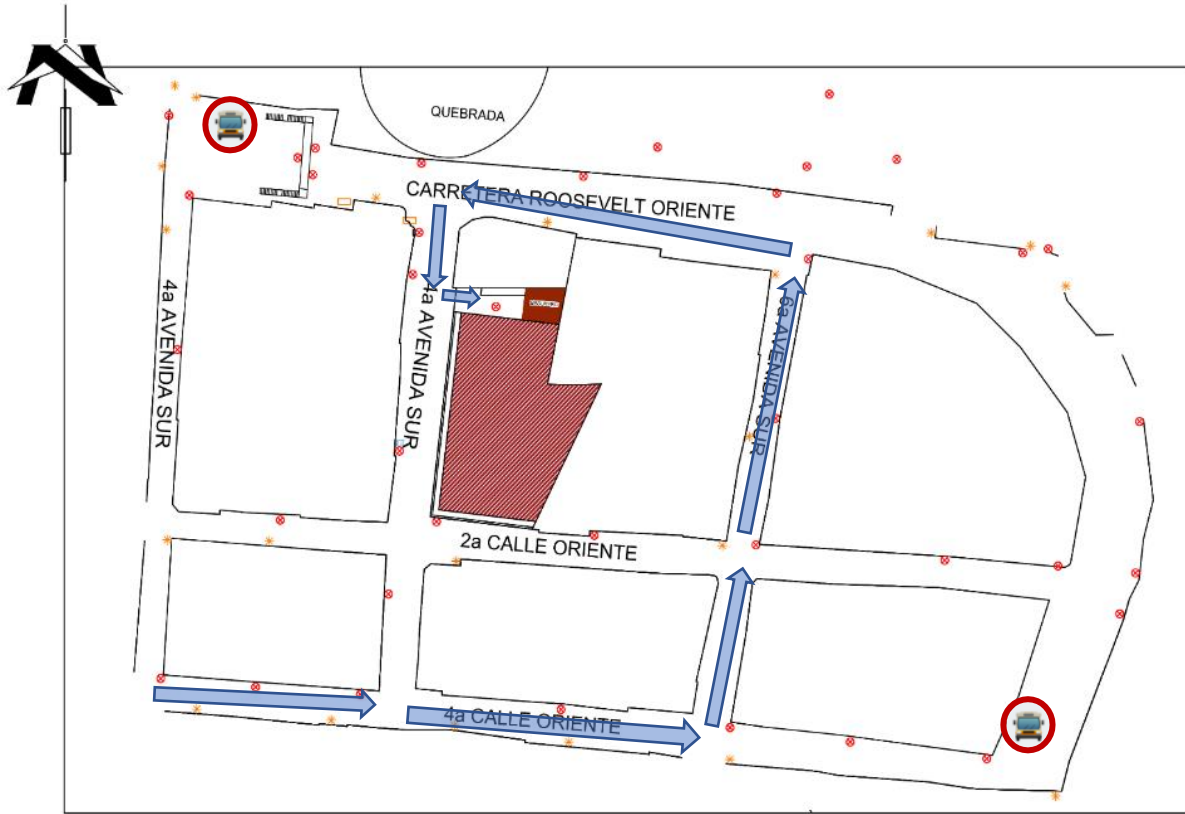 QUEBRADA
CARRETERA ROOSEVELT ORIENTE
4a AVENIDA SUR
4a AVENIDA SUR
6a AVENIDA SUR
2a CALLE ORIENTE
4a CALLE ORIENTE